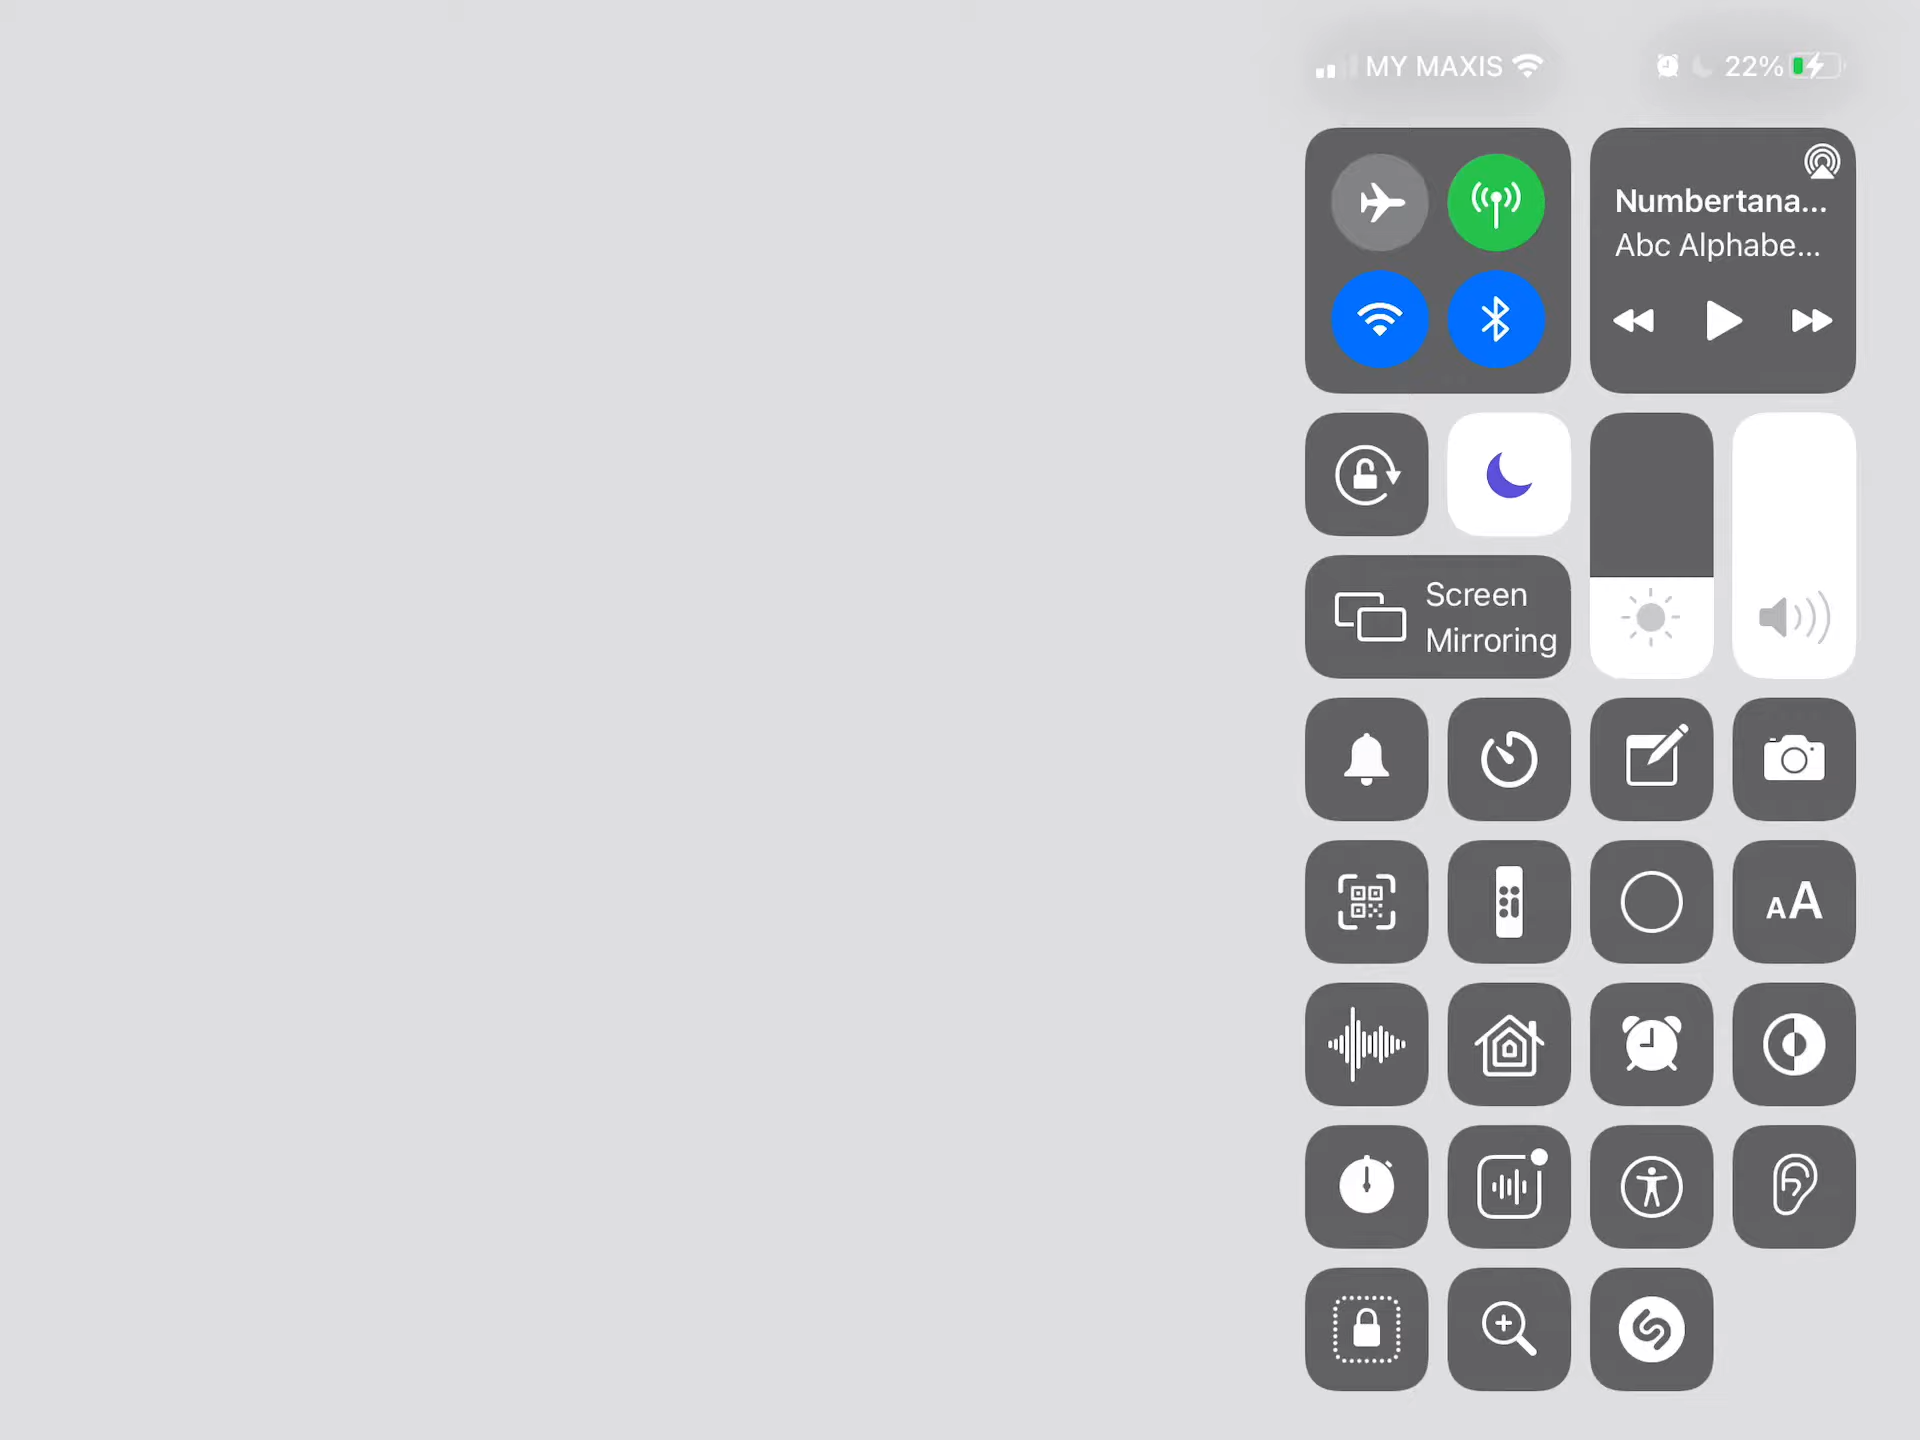 MY MAXIS
22%
Numbertana...
Abc Alphabe...
Screen
Mirroring
AA